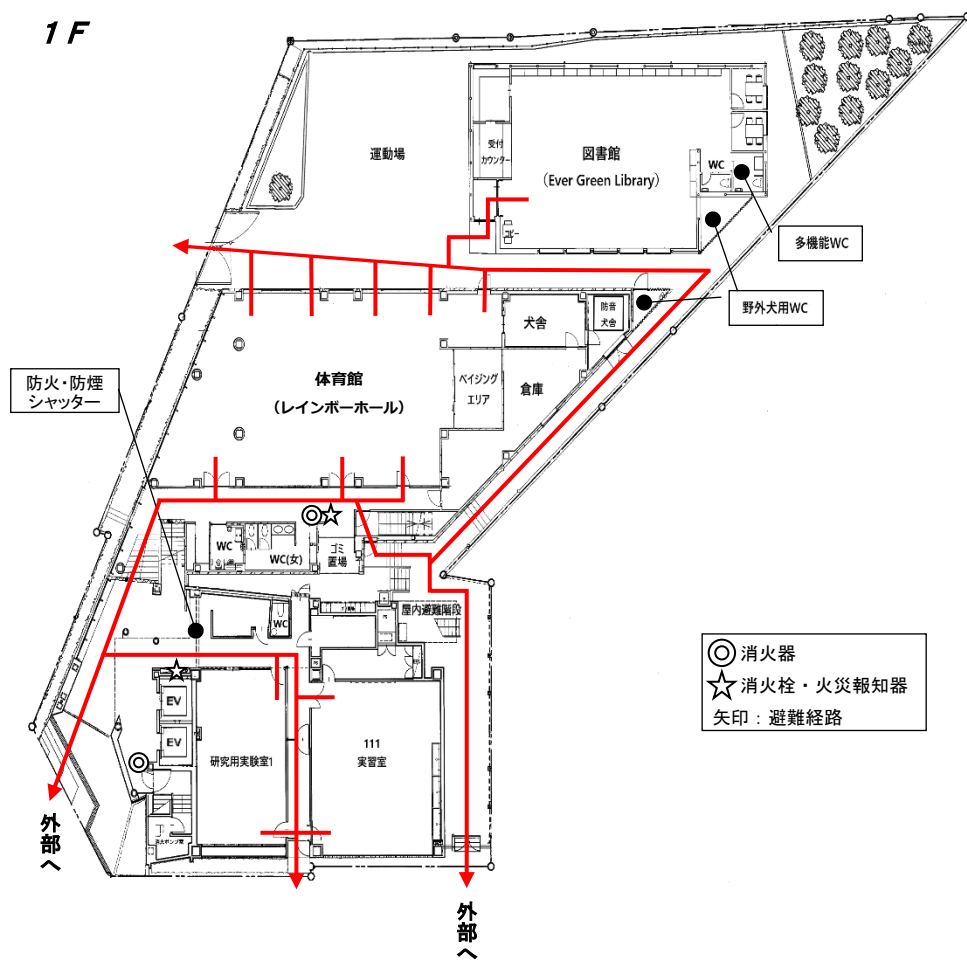 1F
運動場
受付
カウンター
図書館
（Ever Green Library）
WC
コピー
多機能WC
野外犬用WC
犬舎
防音
犬舎
ベイジング
エリア
倉庫
体育館
（レインボーホール）
防火・防煙
シャッター
WC
WC(女)
ゴミ
置場
WC
屋内避難階段
EV
EV
研究用実験室1
111
実習室
消火ポンプ室
消火器
消火栓・火災報知器
矢印：避難経路
外部へ
外部へ